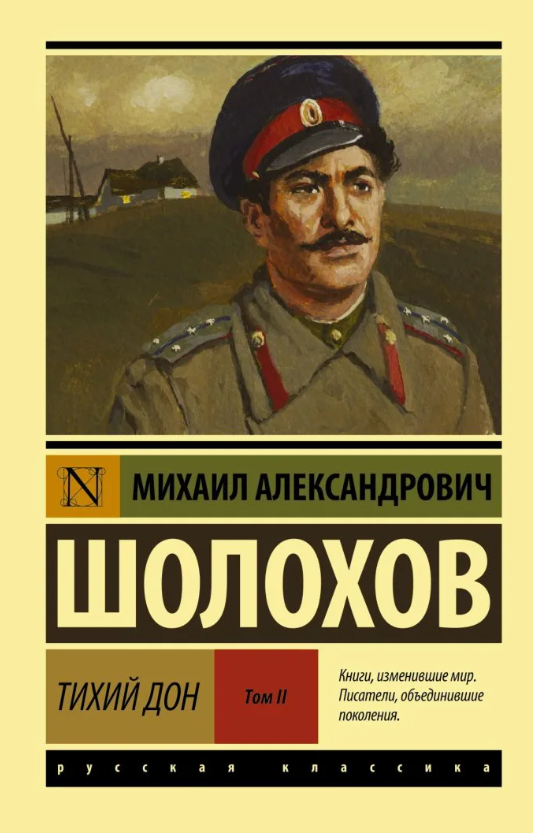 N
МИХАИЛ АЛЕКСАНДРОВИЧ
ШОЛОХОВ
ТИХИЙ ДОН
Том II
Книги, изменившие мир.
Писатели, объединившие
поколения.
русская классика